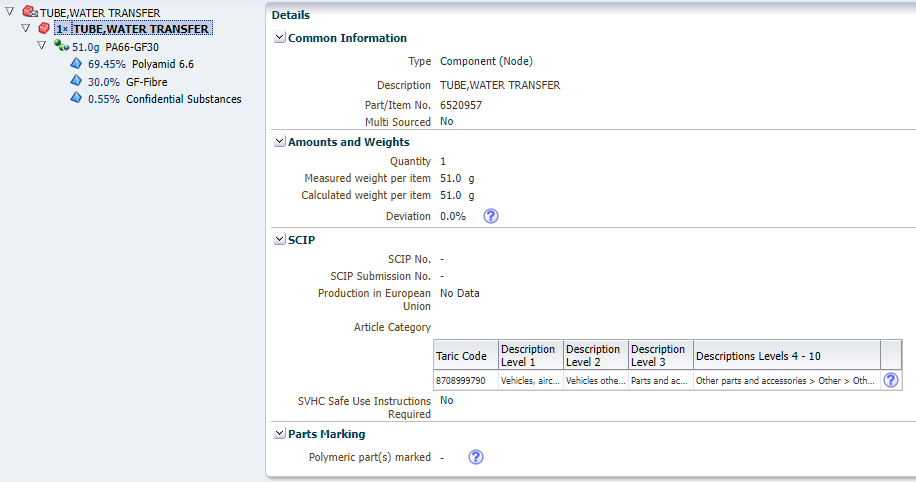 TUBE,WATER TRANSFER
1× TUBE,WATER TRANSFER
51.0g PA66-GF30
69.45% Polyamid 6.6
30.0% GF-Fibre
0.55% Confidential Substances
Details
Common Information
Type Component (Node)
Description TUBE,WATER TRANSFER
Part/Item No. 6520957
Multi Sourced No
Amounts and Weights
Quantity 1
Measured weight per item 51.0 g
Calculated weight per item 51.0 g
Deviation 0.0% ?
SCIP
SCIP No. -
SCIP Submission No. -
Production in European No Data
Union
Article Category
Taric Code Description Level 1 Description Level 2 Description Level 3 Descriptions Levels 4 - 10
8708999790 Vehicles, airc... Vehicles othe... Parts and ac... Other parts and accessories > Other > Oth... ?
SVHC Safe Use Instructions No
Required
Parts Marking
Polymeric part(s) marked - ?